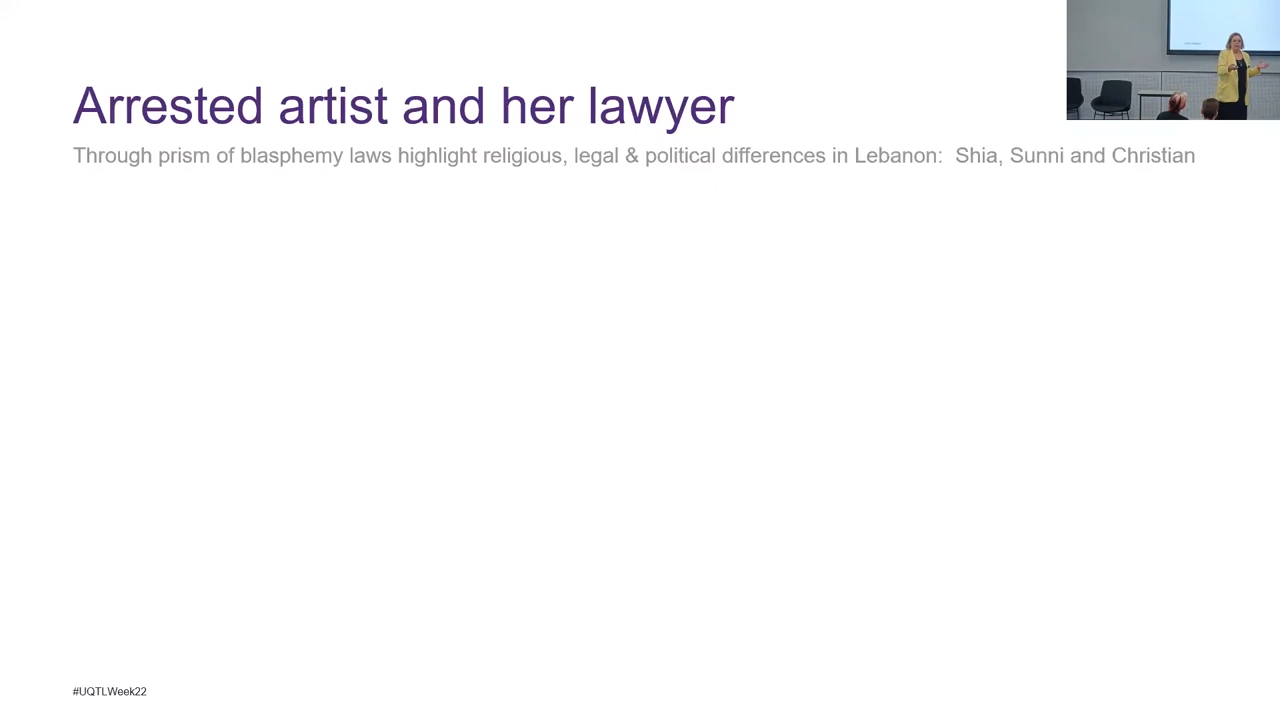 Arrested artist and her lawyer
Through prism of blasphemy laws highlight religious, legal & political differences in Lebanon:  Shia, Sunni and Christian
#UQTLWeek22